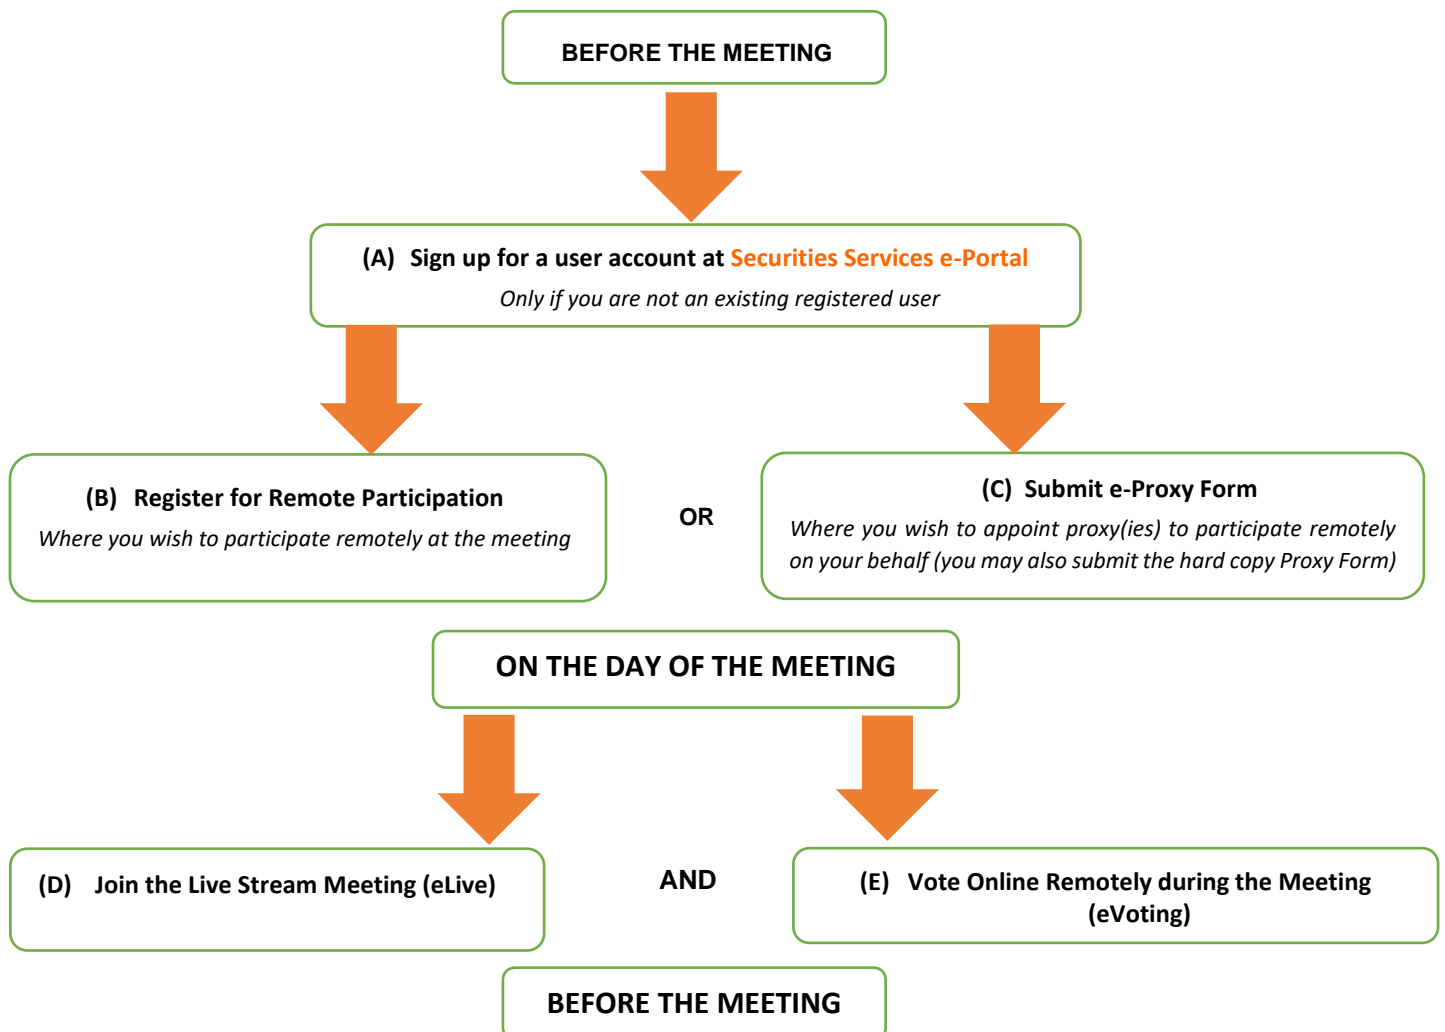 BEFORE THE MEETING
(A) Sign up for a user account at Securities Services e-Portal
Only if you are not an existing registered user
(B) Register for Remote Participation
Where you wish to participate remotely at the meeting
OR
(C) Submit e-Proxy Form
Where you wish to appoint proxy(ies) to participate remotely
on your behalf (you may also submit the hard copy Proxy Form)
ON THE DAY OF THE MEETING
(D) Join the Live Stream Meeting (eLive)
AND
(E) Vote Online Remotely during the Meeting
(eVoting)
BEFORE THE MEETING